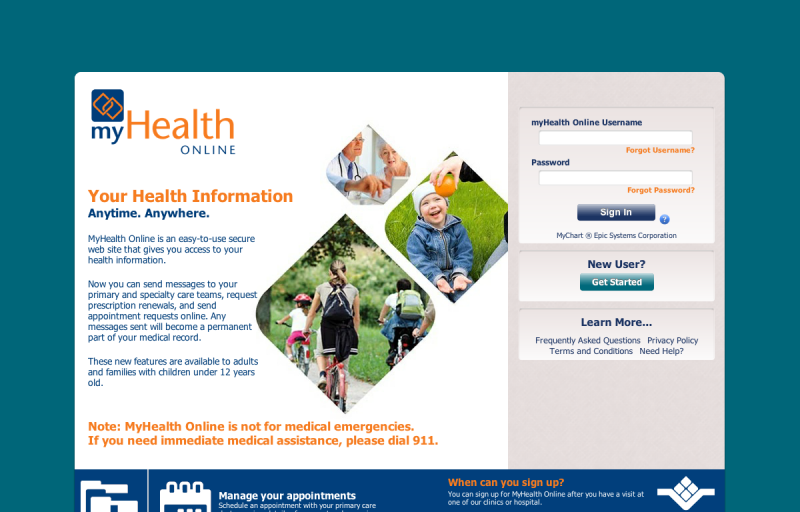 myHealth
ONLINE
Your Health Information
Anytime. Anywhere.
MyHealth Online is an easy-to-use secure
web site that gives you access to your
health information.
Now you can send messages to your
primary and specialty care teams, request
prescription renewals, and send
appointment requests online. Any
messages sent will become a permanent
part of your medical record.
These new features are available to adults
and families with children under 12 years
old.
Note: MyHealth Online is not for medical emergencies.
If you need immediate medical assistance, please dial 911.
myHealth Online Username
Forgot Username?
Password
Forgot Password?
Sign In
?
MyChart ® Epic Systems Corporation
New User?
Get Started
Learn More...
Frequently Asked Questions Privacy Policy
Terms and Conditions Need Help?
Manage your appointments
Schedule an appointment with your primary care
When can you sign up?
You can sign up for MyHealth Online after you have a visit at
one of our clinics or hospital.